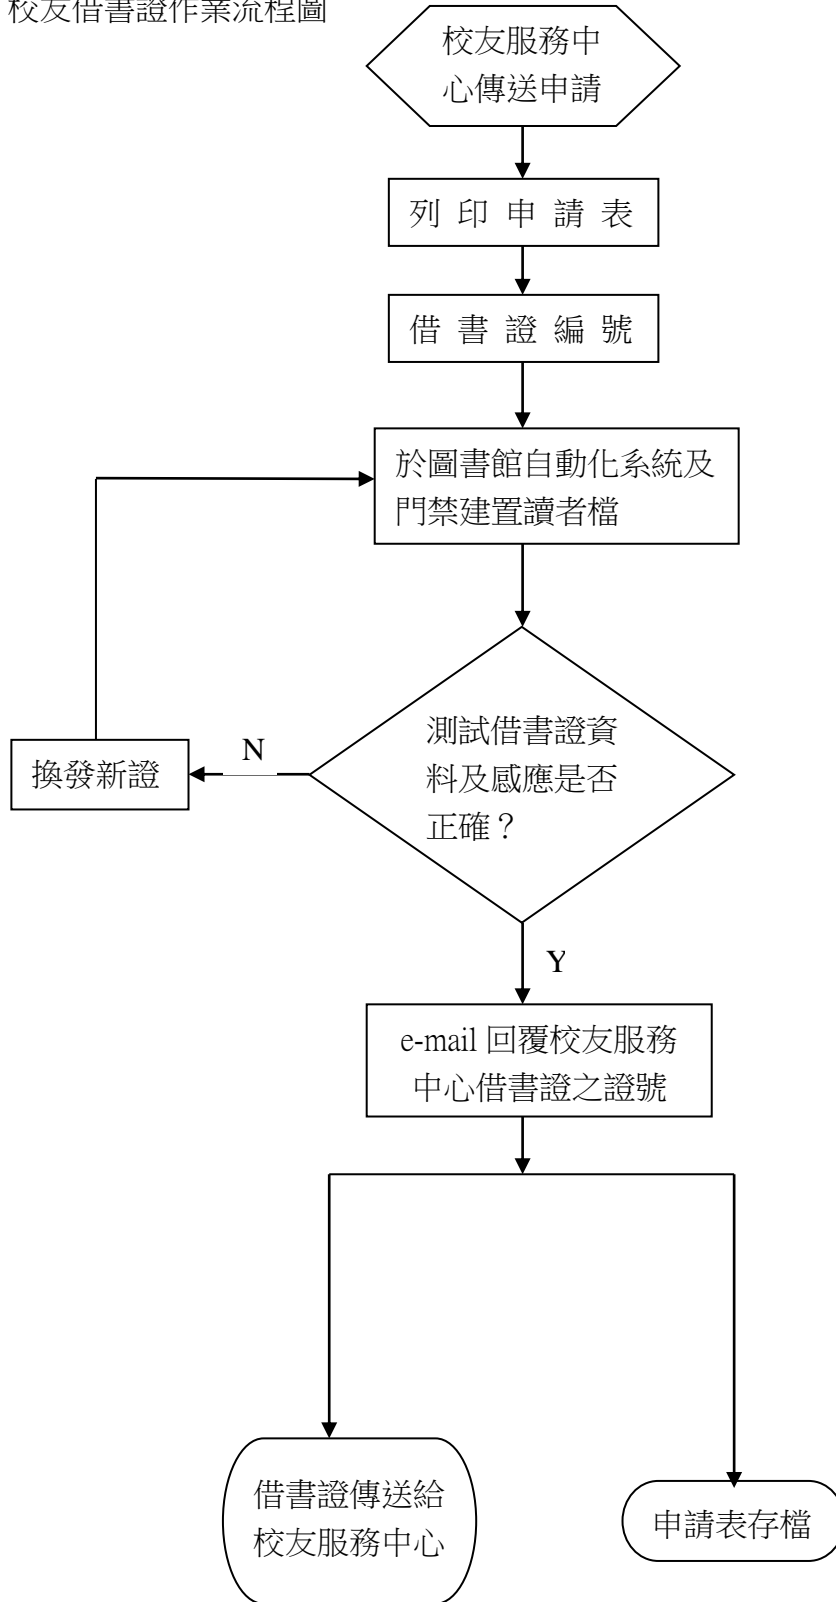 校友借書證作業流程圖
校友服務中
心傳送申請
列印申請表
借書證編號
於圖書館自動化系統及
門禁建置讀者檔
測試借書證資
料及感應是否
正確？
N
換發新證
Y
e-mail 回覆校友服務
中心借書證之證號
借書證傳送給
校友服務中心
申請表存檔